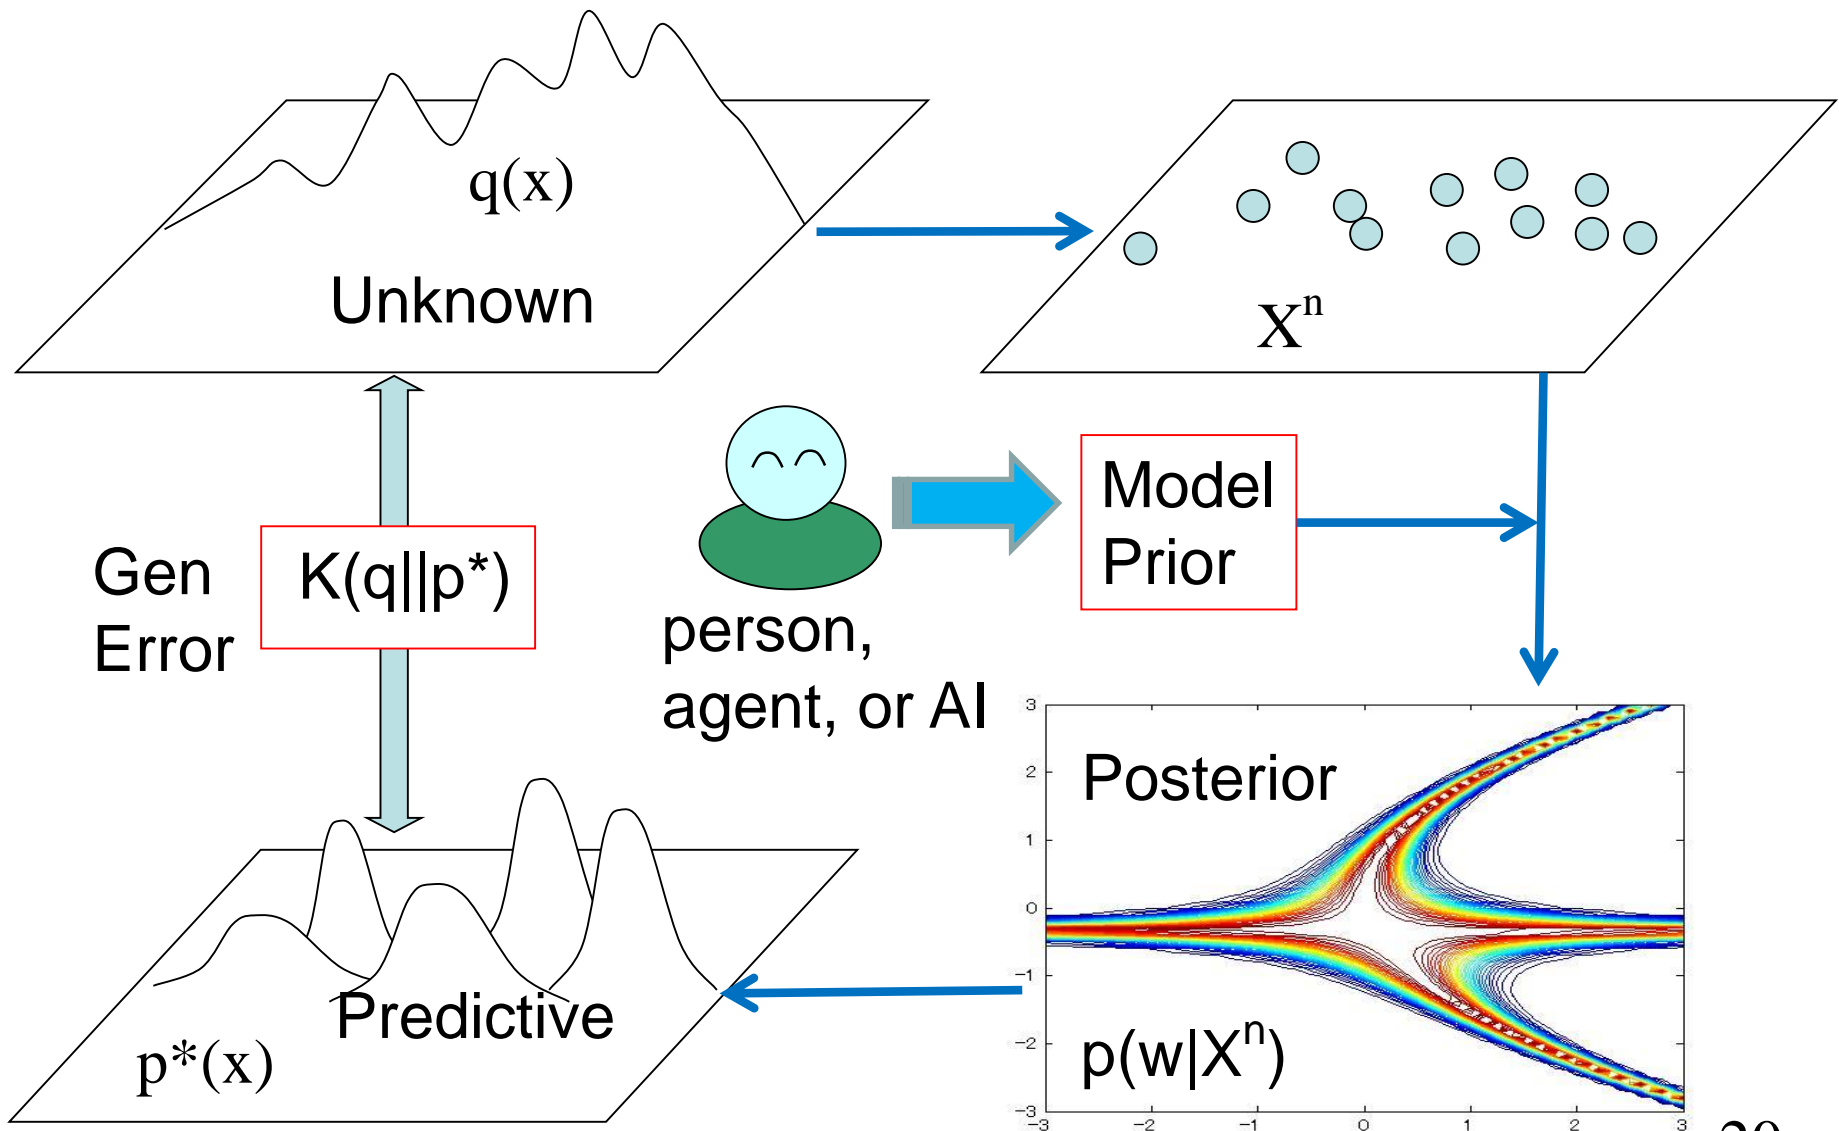 q(x)
Unknown
Xⁿ
Gen
Error
K(q||p*)
person,
agent, or AI
Model
Prior
Posterior
p(w|Xⁿ)
3
2
1
0
−1
−2
−3
−3
−2
−1
0
1
2
3
Predictive
p*(x)